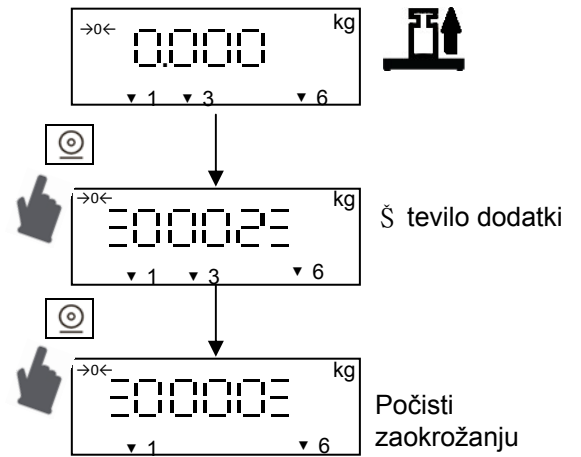 →0← kg
0.000
▼ 1 ▼ 3 ▼ 6
→0← kg
0002
Š tevilo dodatki
▼ 1 ▼ 3 ▼ 6
→0← kg
0000
▼ 1 ▼ 6
Počisti
zaokrožanju